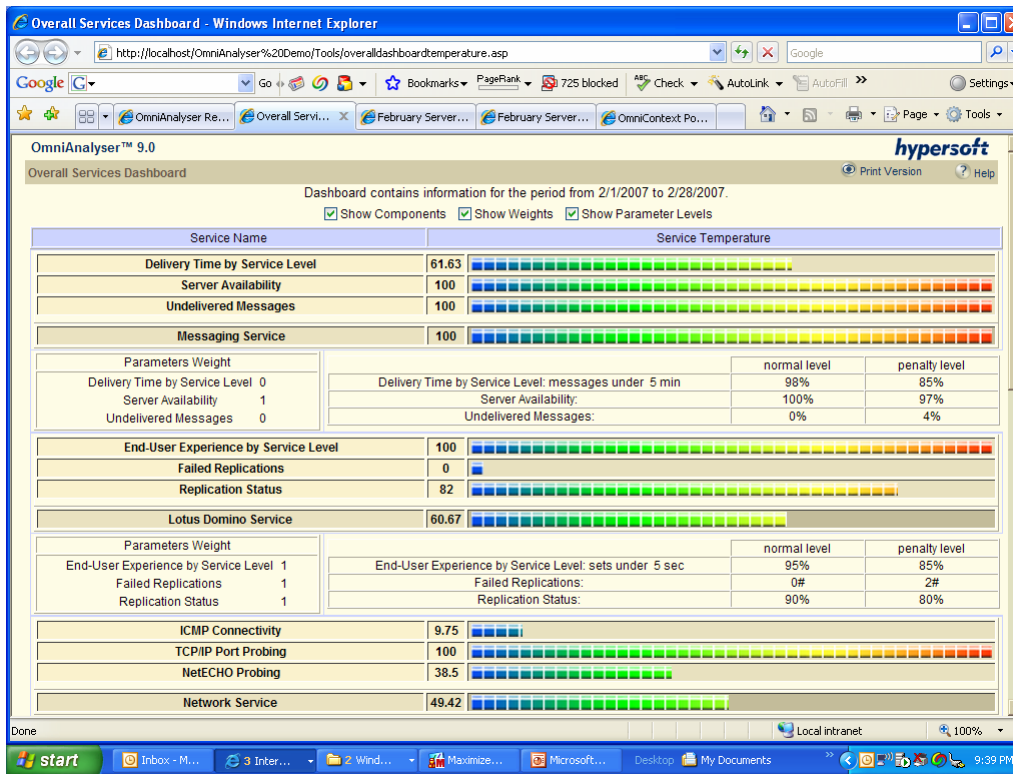 Overall Services Dashboard - Windows Internet Explorer
http://localhost/OmniAnalyser%20Demo/Tools/overalldashboardtemperature.asp
Google
Google G Go Bookmarks PageRank 725 blocked Check AutoLink AutoFill >> Settings
OmniAnalyser Re... Overall Servi... X February Server... February Server... OmniContext Po... Page Tools
OmniAnalyser™ 9.0 hypersoft
Overall Services Dashboard Print Version ? Help
Dashboard contains information for the period from 2/1/2007 to 2/28/2007.
Show Components Show Weights Show Parameter Levels
Service Name Service Temperature
Delivery Time by Service Level 61.63
Server Availability 100
Undelivered Messages 100
Messaging Service 100
Parameters Weight normal level penalty level
Delivery Time by Service Level 0 Delivery Time by Service Level: messages under 5 min 98% 85%
Server Availability 1 Server Availability: 100% 97%
Undelivered Messages 0 Undelivered Messages: 0% 4%
End-User Experience by Service Level 100
Failed Replications 0
Replication Status 82
Lotus Domino Service 60.67
Parameters Weight normal level penalty level
End-User Experience by Service Level 1 End-User Experience by Service Level: sets under 5 sec 95% 85%
Failed Replications 1 Failed Replications: 0# 2#
Replication Status 1 Replication Status: 90% 80%
ICMP Connectivity 9.75
TCP/IP Port Probing 100
NetECHO Probing 38.5
Network Service 49.42
Done Local intranet 100%
start Inbox - M... 3 Inter... 2 Wind... Maximize... Microsoft... Desktop My Documents >> 9:39 PM